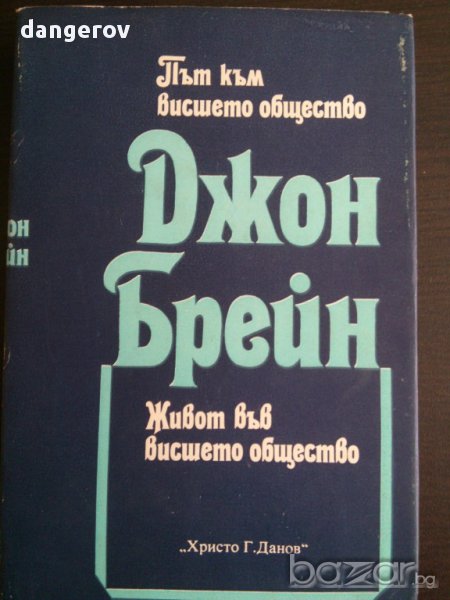 dangerov
Път към
висшето общество
Джон
Брейн
он
йн
Живот във
висшето общество
„Христо Г. Данов“
bazar.bg